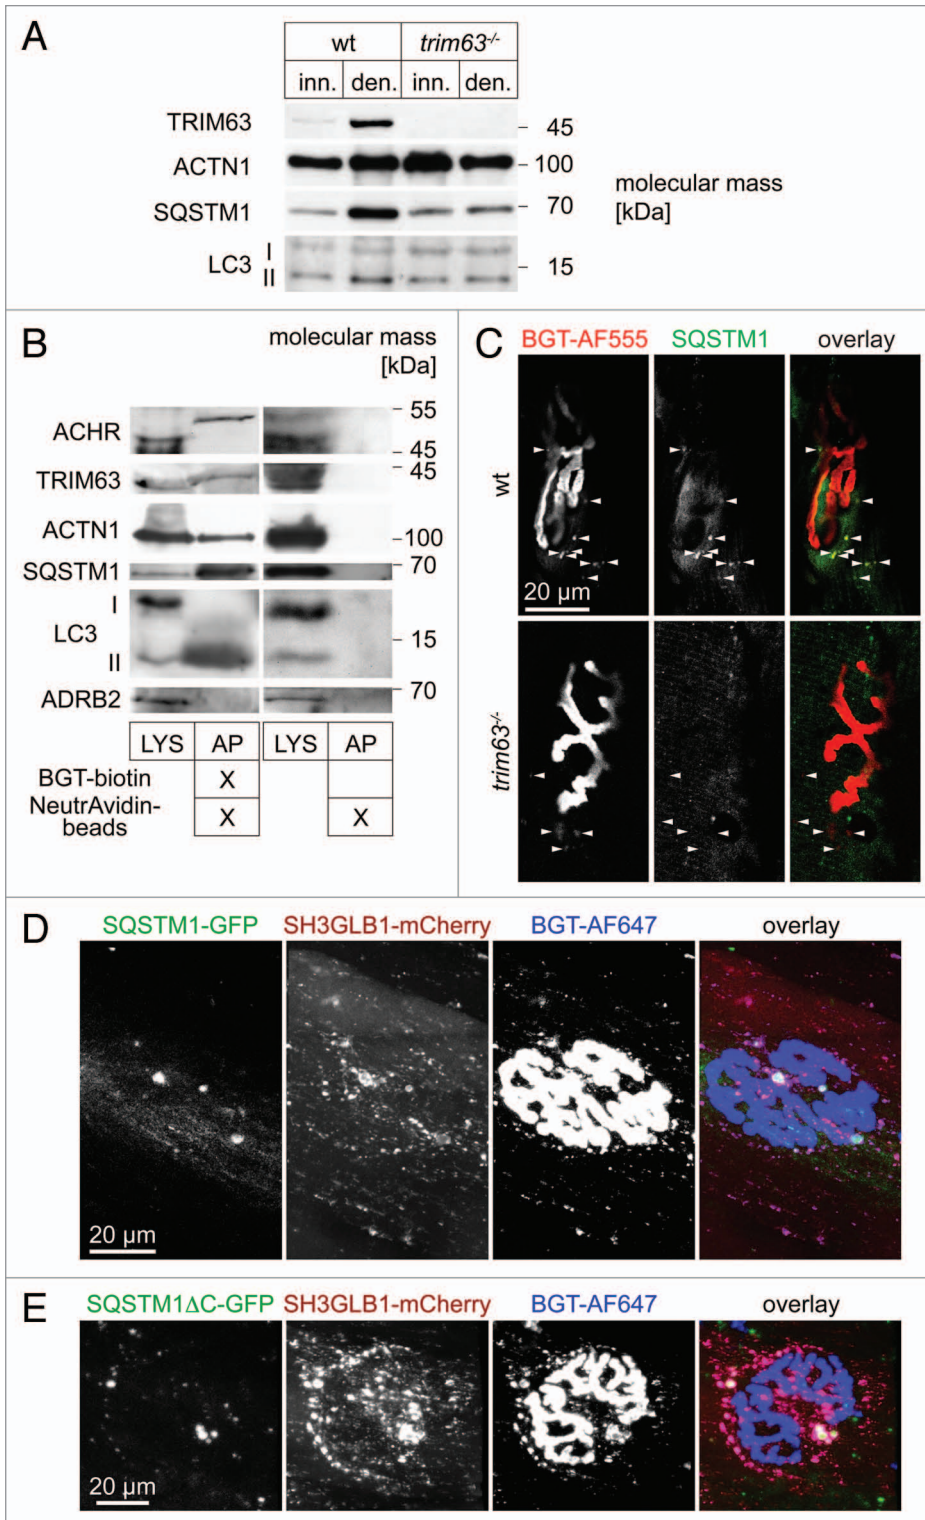 A
wt trim63-/-
inn. den. inn. den.
TRIM63
45
ACTN1
100
molecular mass
[kDa]
SQSTM1
70
LC3 I
II
15
B
molecular mass
[kDa]
ACHR
55
45
TRIM63
45
ACTN1
100
SQSTM1
70
I
LC3
15
II
ADRB2
70
LYS AP LYS AP
BGT-biotin X
NeutrAvidin-
beads X X
C
BGT-AF555 SQSTM1 overlay
wt
20 µm
trim63-/-
D
SQSTM1-GFP SH3GLB1-mCherry BGT-AF647 overlay
20 µm
E
SQSTM1ΔC-GFP SH3GLB1-mCherry BGT-AF647 overlay
20 µm